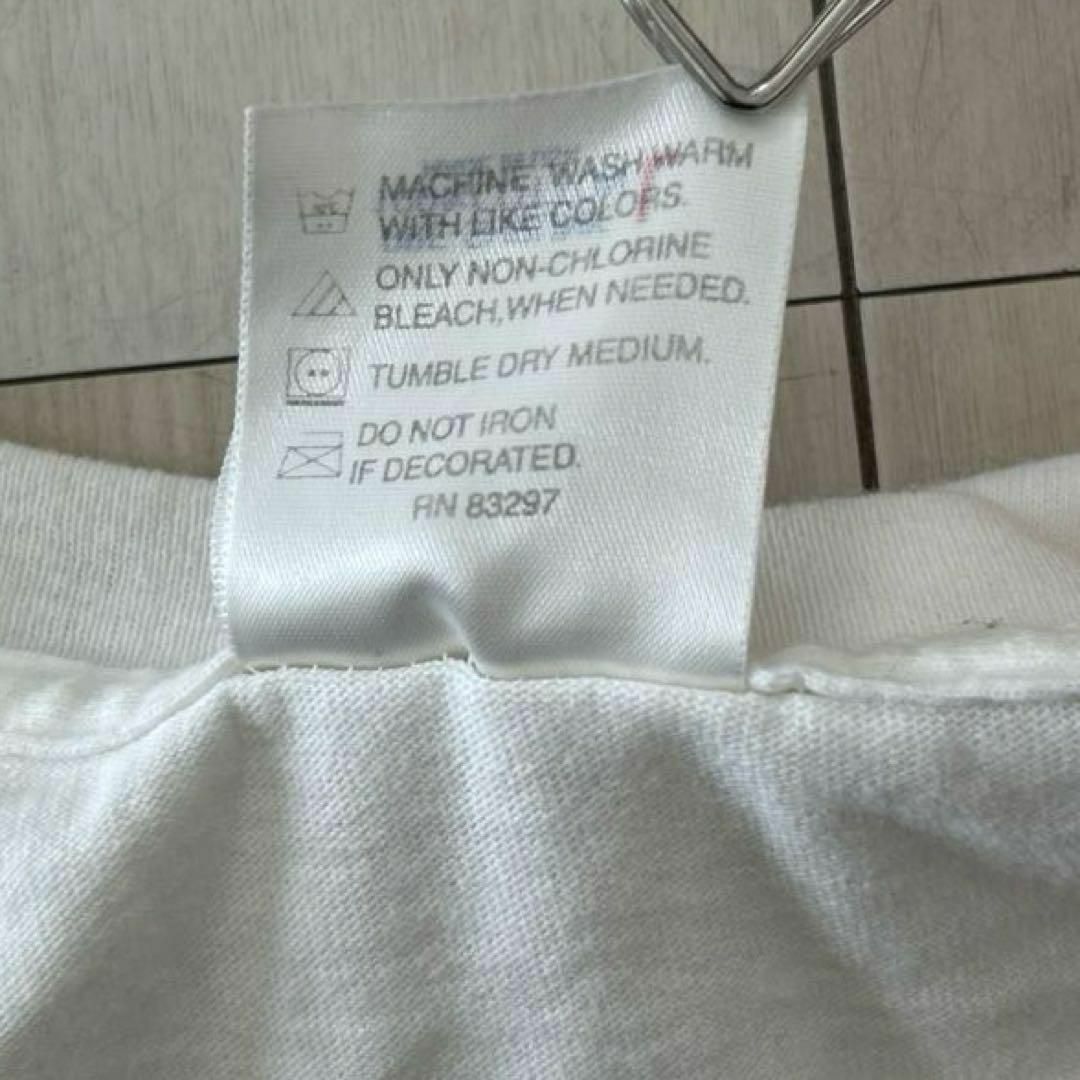 MACHINE WASH WARM
WITH LIKE COLORS.
ONLY NON-CHLORINE
BLEACH, WHEN NEEDED.
TUMBLE DRY MEDIUM.
DO NOT IRON
IF DECORATED.
RN 83297